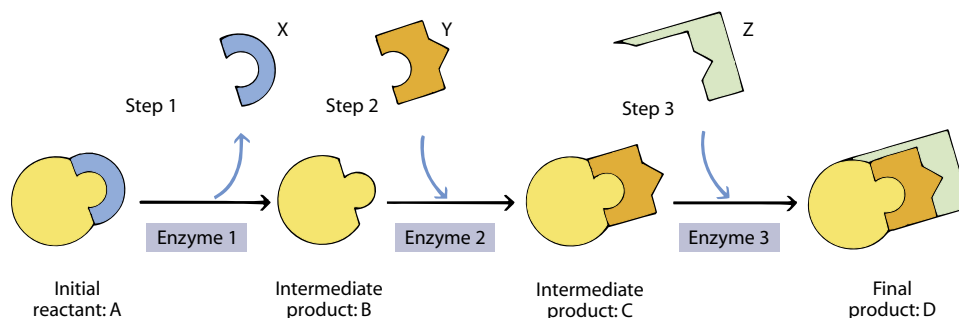 X
Y
Z
Step 1
Step 2
Step 3
Enzyme 1
Enzyme 2
Enzyme 3
Initial
reactant: A
Intermediate
product: B
Intermediate
product: C
Final
product: D